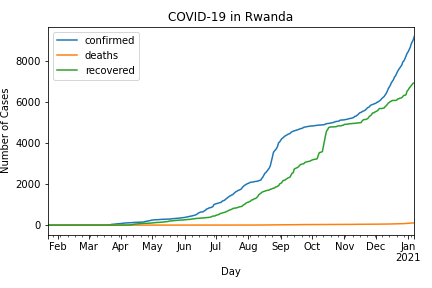 COVID-19 in Rwanda
confirmed
deaths
recovered
Number of Cases
8000
6000
4000
2000
0
Feb Mar Apr May Jun Jul Aug Sep Oct Nov Dec Jan
2021
Day